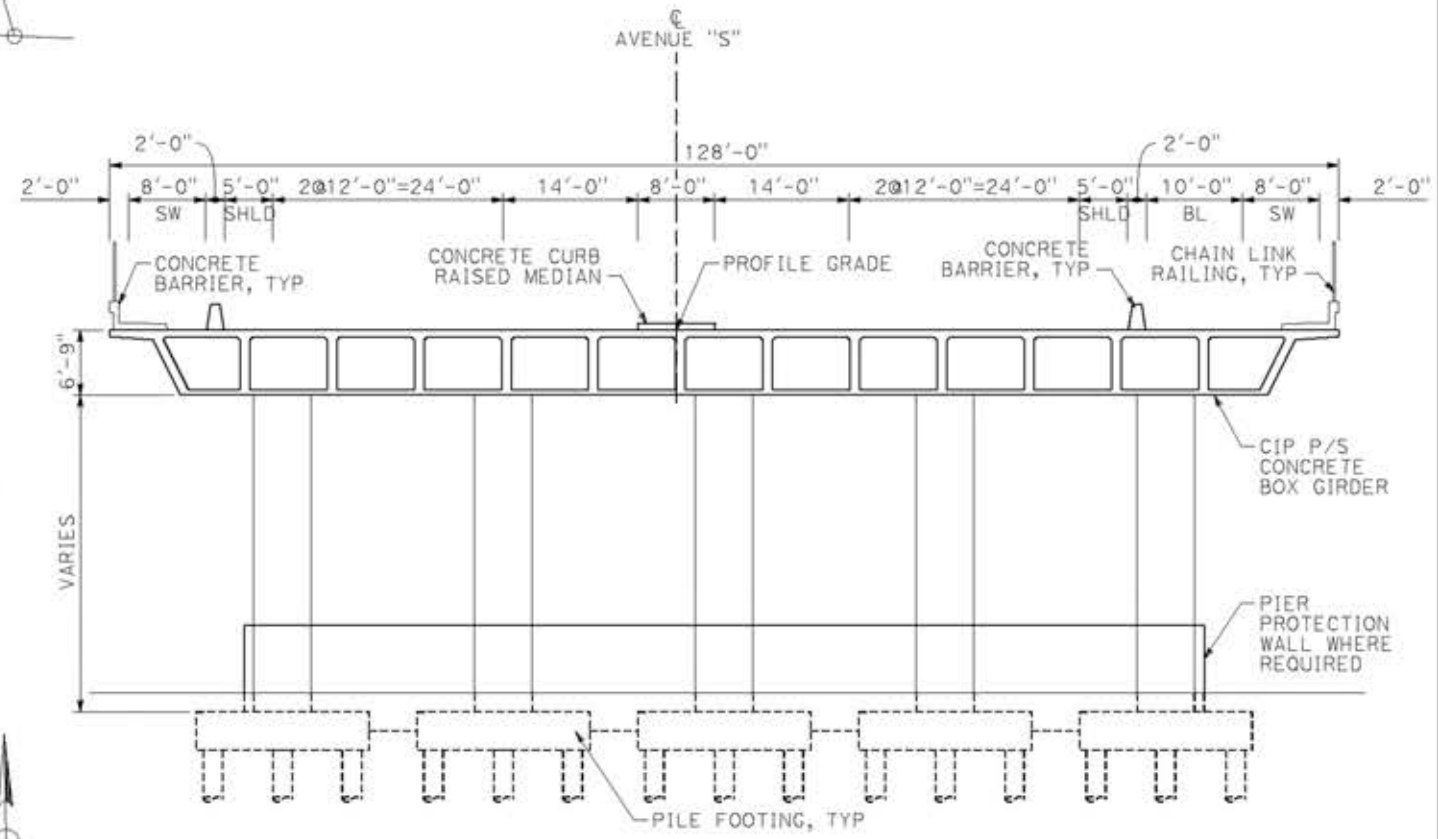 ℄
AVENUE "S"
2'-0"
128'-0"
2'-0"
2'-0"
8'-0"
5'-0"
2@12'-0"=24'-0"
14'-0"
8'-0"
14'-0"
2@12'-0"=24'-0"
5'-0"
10'-0"
8'-0"
2'-0"
SW
SHLD
SHLD
BL
SW
CONCRETE
BARRIER, TYP
CONCRETE CURB
RAISED MEDIAN
PROFILE GRADE
CONCRETE
BARRIER, TYP
CHAIN LINK
RAILING, TYP
6'-9"
CIP P/S
CONCRETE
BOX GIRDER
VARIES
PIER
PROTECTION
WALL WHERE
REQUIRED
PILE FOOTING, TYP